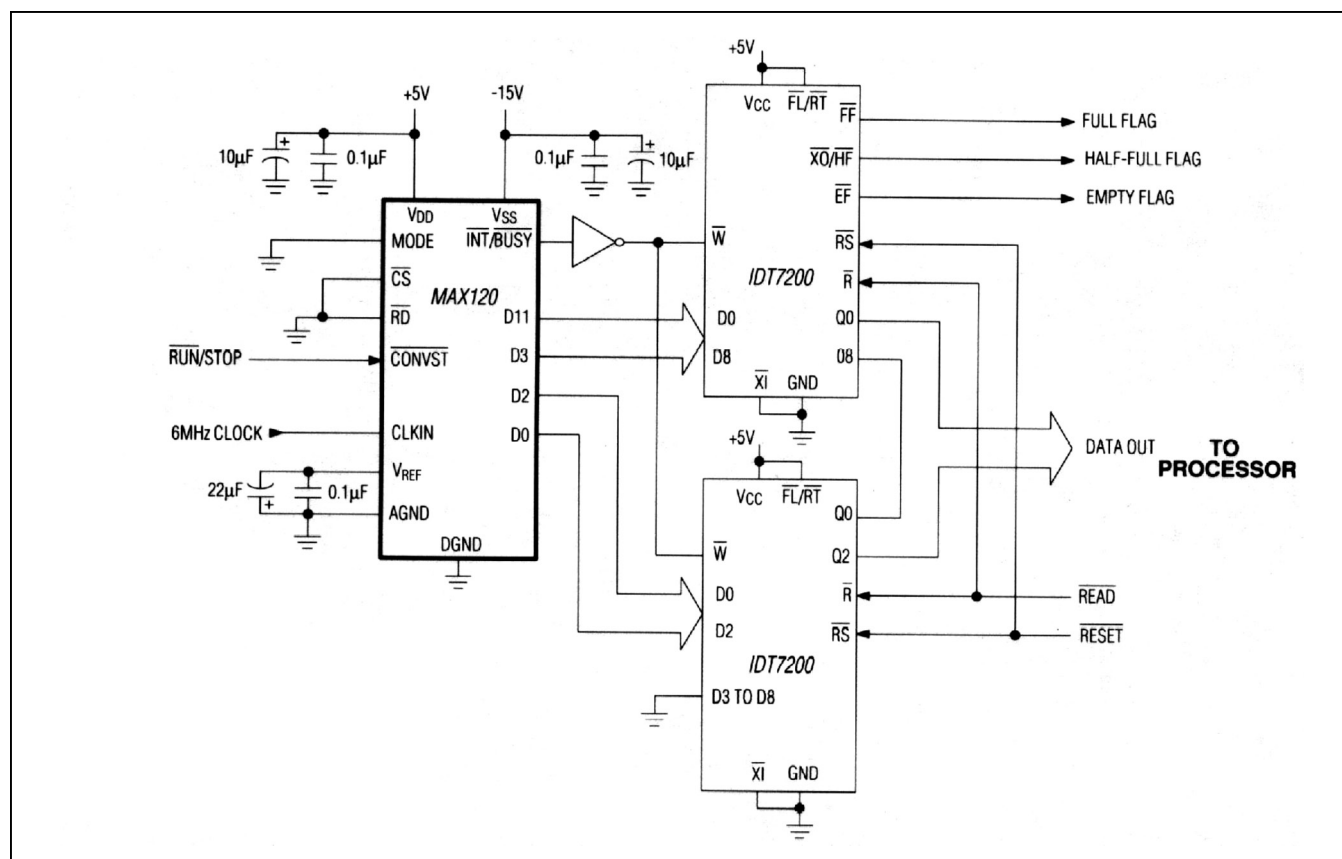 +5V
+5V
-15V
VCC
FL/RT
FF
FULL FLAG
10µF
+
0.1µF
0.1µF
+
10µF
XO/HF
HALF-FULL FLAG
EF
EMPTY FLAG
VDD
VSS
MODE
INT/BUSY
W
RS
CS
MAX120
IDT7200
R
RD
D11
D0
Q0
RUN/STOP
CONVST
D3
D8
08
D2
XI
GND
6MHz CLOCK
CLKIN
D0
+5V
DATA OUT
TO
PROCESSOR
VREF
22µF
+
0.1µF
VCC
FL/RT
AGND
Q0
DGND
W
Q2
D0
R
READ
D2
RS
RESET
IDT7200
D3 TO D8
XI
GND